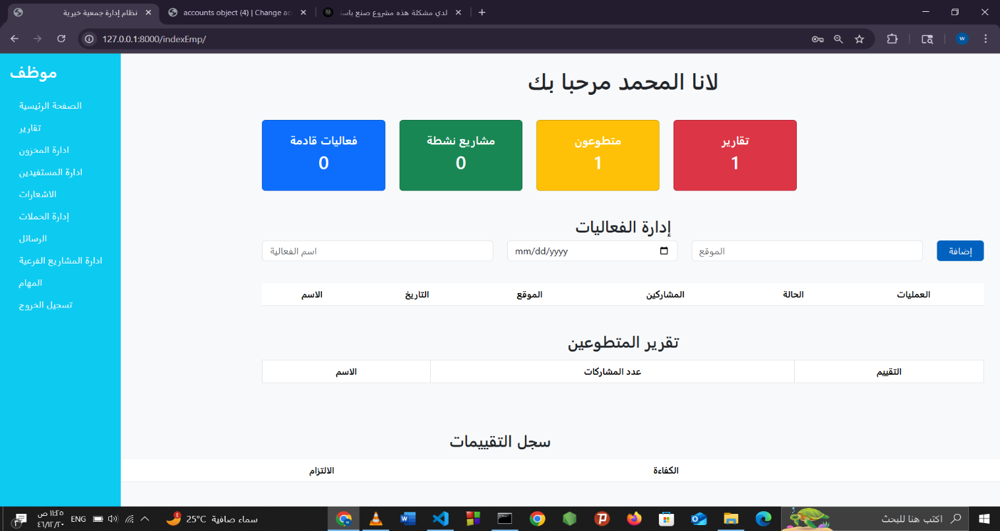 نظام إدارة جمعية خيرية
accounts object (4) | Change ac
لدي مشكلة هذه مشروع صنع باست
127.0.0.1:8000/indexEmp/
W
موظف
الصفحة الرئيسية
تقارير
ادارة المخزون
ادارة المستفيدين
الاشعارات
إدارة الحملات
الرسائل
ادارة المشاريع الفرعية
المهام
تسجيل الخروج
لانا المحمد مرحبا بك
فعاليات قادمة
0
مشاريع نشطة
0
متطوعون
1
تقارير
1
إدارة الفعاليات
اسم الفعالية
mm/dd/yyyy
الموقع
إضافة
الاسم
التاريخ
الموقع
المشاركين
الحالة
العمليات
تقرير المتطوعين
الاسم
عدد المشاركات
التقييم
سجل التقييمات
الالتزام
الكفاءة
١١:٢٥ ص
٤٦/١٢/٢٠
ENG
25°C سماء صافية
اكتب هنا للبحث